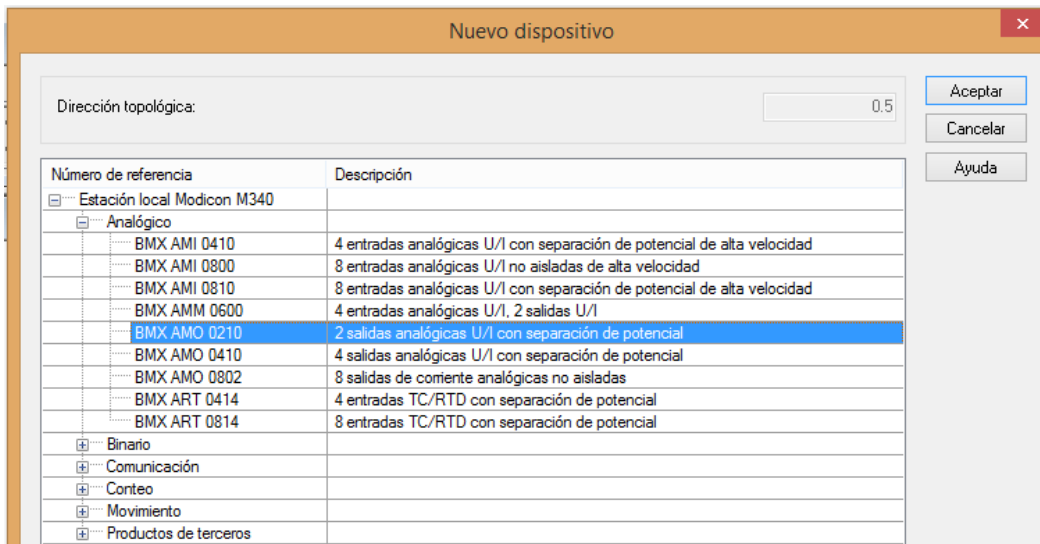 Nuevo dispositivo
Dirección topológica: 0.5
Aceptar
Cancelar
Ayuda
Número de referencia Descripción
Estación local Modicon M340
Analógico
BMX AMI 0410 4 entradas analógicas U/I con separación de potencial de alta velocidad
BMX AMI 0800 8 entradas analógicas U/I no aisladas de alta velocidad
BMX AMI 0810 8 entradas analógicas U/I con separación de potencial de alta velocidad
BMX AMM 0600 4 entradas analógicas U/I, 2 salidas U/I
BMX AMO 0210 2 salidas analógicas U/I con separación de potencial
BMX AMO 0410 4 salidas analógicas U/I con separación de potencial
BMX AMO 0802 8 salidas de corriente analógicas no aisladas
BMX ART 0414 4 entradas TC/RTD con separación de potencial
BMX ART 0814 8 entradas TC/RTD con separación de potencial
Binario
Comunicación
Conteo
Movimiento
Productos de terceros